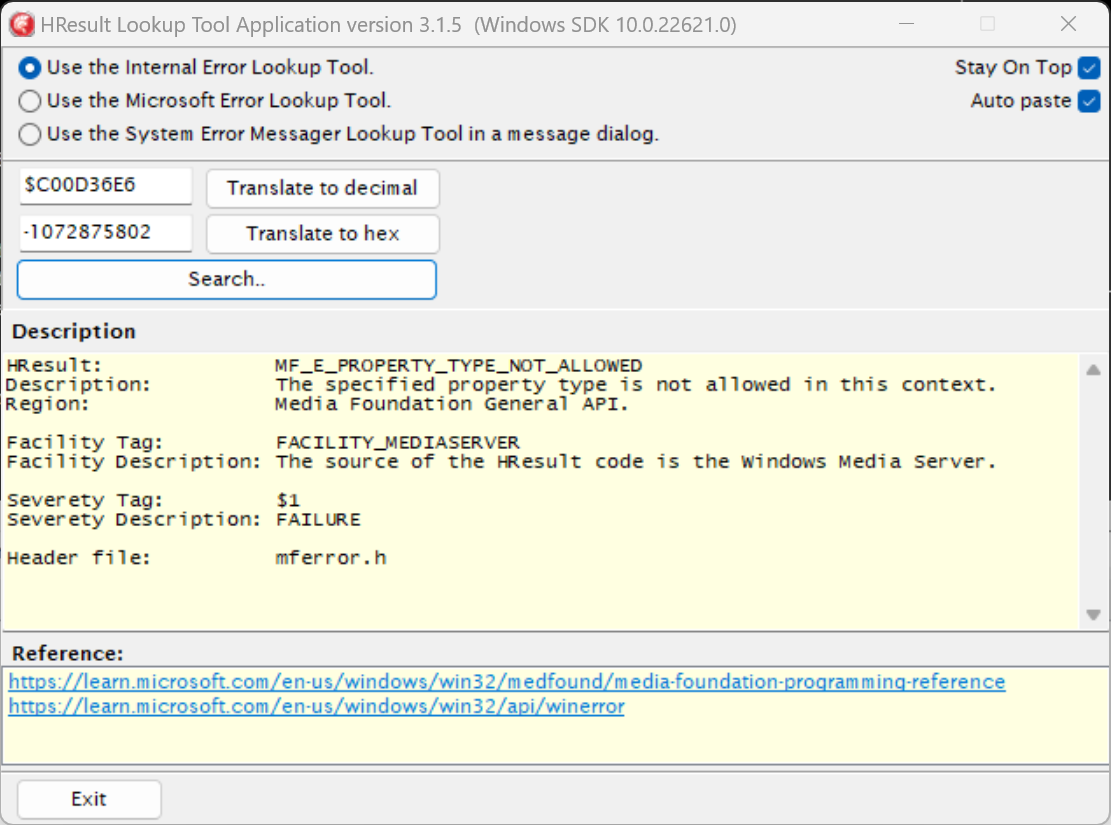 HResult Lookup Tool Application version 3.1.5 (Windows SDK 10.0.22621.0)
Use the Internal Error Lookup Tool.
Stay On Top
Use the Microsoft Error Lookup Tool.
Auto paste
Use the System Error Messager Lookup Tool in a message dialog.
$C00D36E6
Translate to decimal
-1072875802
Translate to hex
Search..
Description
HResult: MF_E_PROPERTY_TYPE_NOT_ALLOWED
Description: The specified property type is not allowed in this context.
Region: Media Foundation General API.
Facility Tag: FACILITY_MEDIASERVER
Facility Description: The source of the HResult code is the Windows Media Server.
Severety Tag: $1
Severety Description: FAILURE
Header file: mferror.h
Reference:
https://learn.microsoft.com/en-us/windows/win32/medfound/media-foundation-programming-reference
https://learn.microsoft.com/en-us/windows/win32/api/winerror
Exit